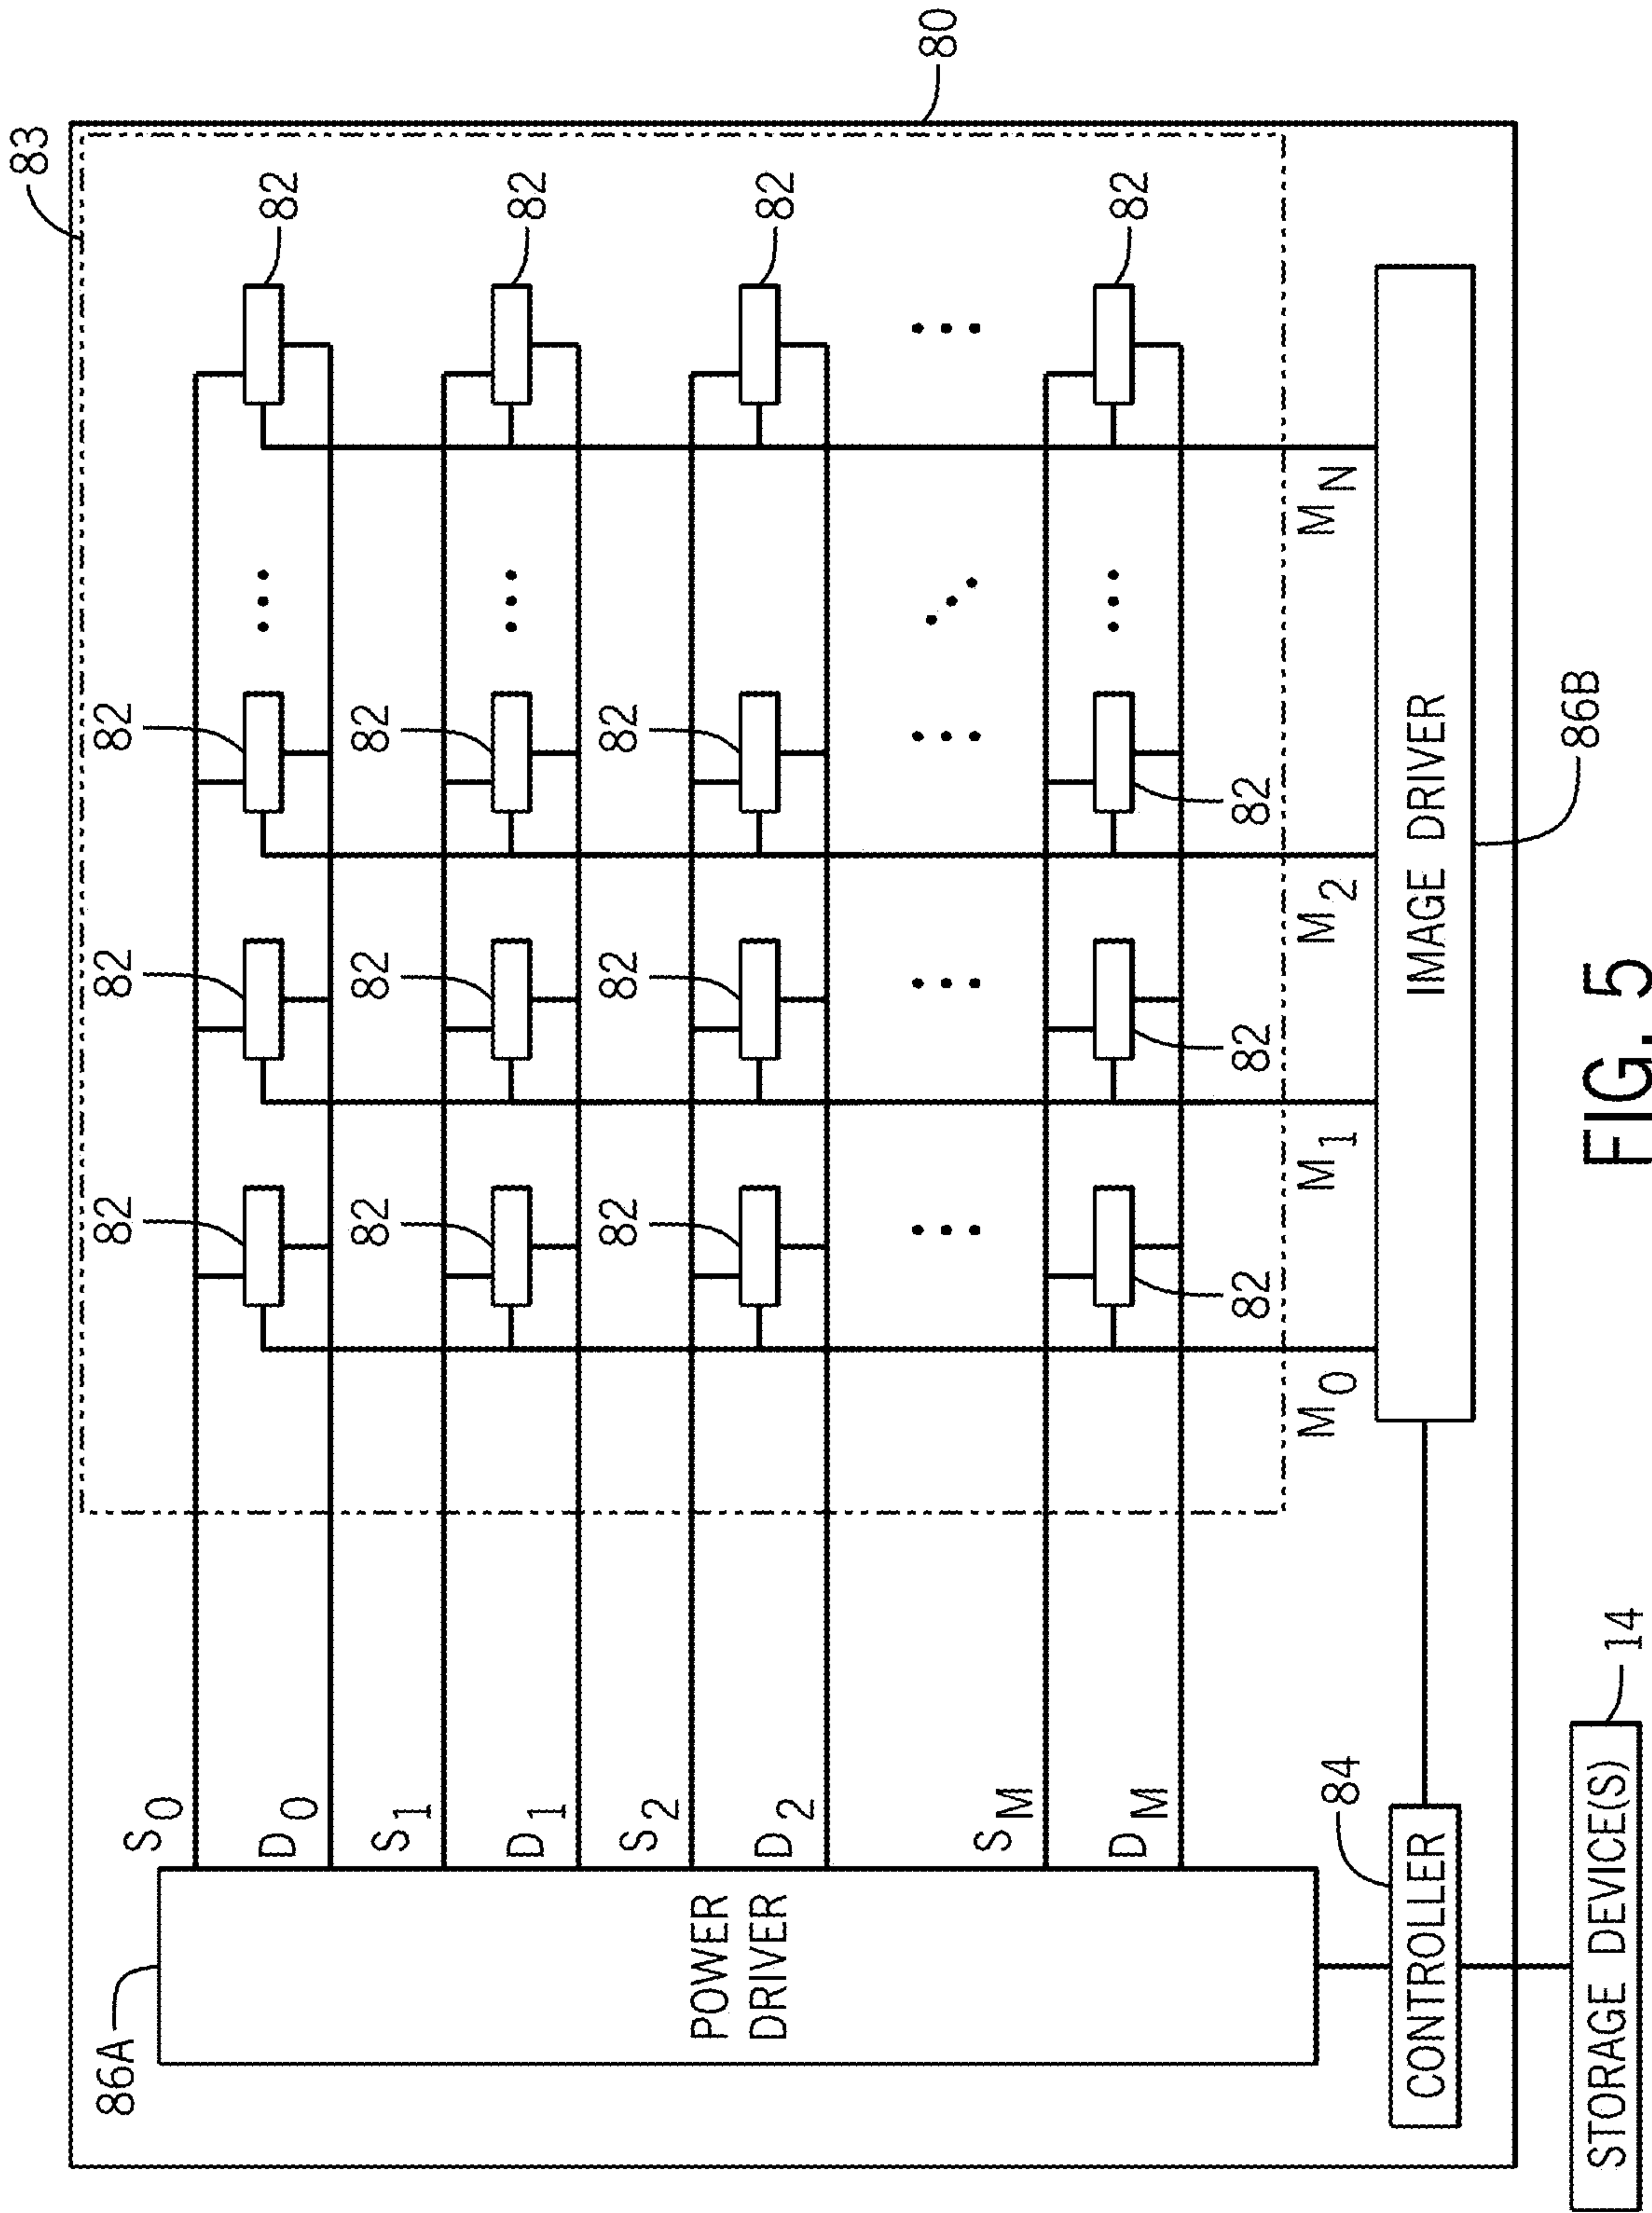 83
80
86A
82
82
82
82
S0
D0
82
82
82
82
S1
D1
82
82
82
82
S2
D2
POWER
DRIVER
82
SM
DM
82
82
82
M0
M1
M2
MN
84
CONTROLLER
IMAGE DRIVER
86B
STORAGE DEVICE(S)
14
FIG. 5